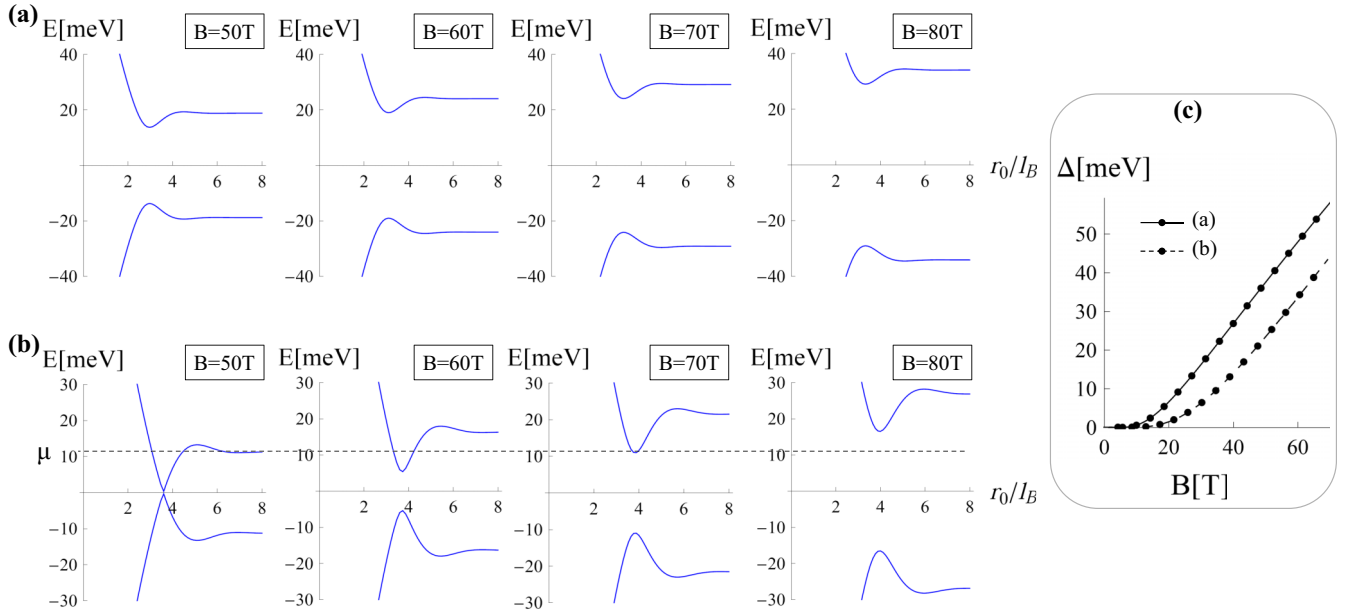 (a)
E[meV] B=50T E[meV] B=60T E[meV] B=70T E[meV] B=80T
40 40 40 40
20 20 20 20
2 4 6 8 2 4 6 8 2 4 6 8 2 4 6 8 r₀/l_B
−20 −20 −20 −20
−40 −40 −40 −40
(b)
E[meV] B=50T E[meV] B=60T E[meV] B=70T E[meV] B=80T
30 30 30 30
20 20 20 20
μ 10 10 10 10
2 4 6 8 2 4 6 8 2 4 6 8 2 4 6 8 r₀/l_B
−10 −10 −10 −10
−20 −20 −20 −20
−30 −30 −30 −30
(c)
Δ[meV]
50 (a)
40 (b)
30
20
10
0
0 20 40 60
B[T]